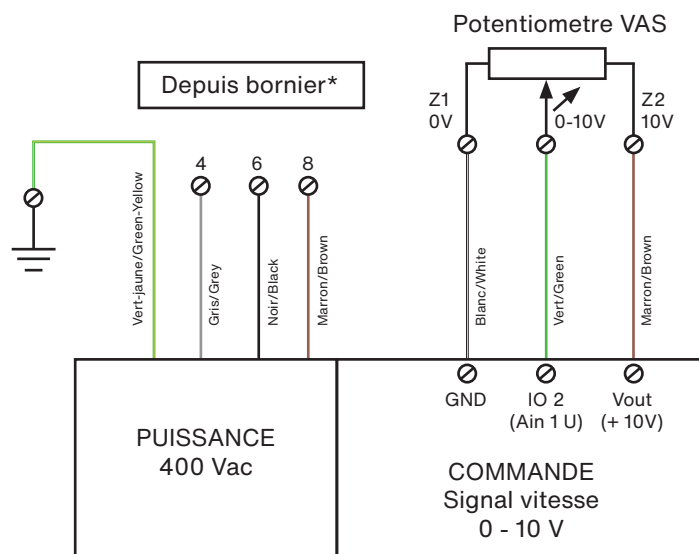 Potentiometre VAS
Depuis bornier*
Z1
0V
0-10V
Z2
10V
4
6
8
Vert-jaune/Green-Yellow
Gris/Grey
Noir/Black
Marron/Brown
Blanc/White
Vert/Green
Marron/Brown
GND
IO 2
(Ain 1 U)
Vout
(+ 10V)
PUISSANCE
400 Vac
COMMANDE
Signal vitesse
0 - 10 V